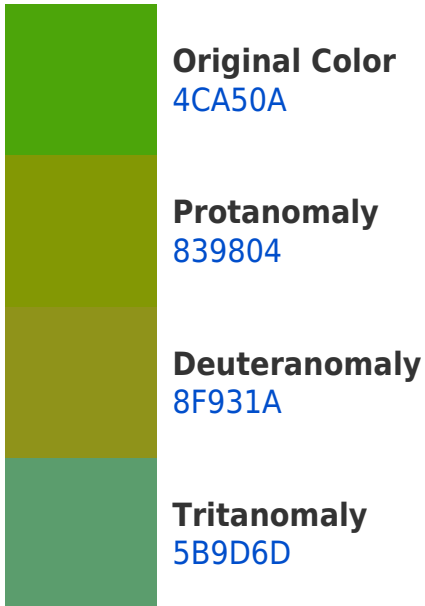 Original Color
4CA50A
Protanomaly
839804
Deuteranomaly
8F931A
Tritanomaly
5B9D6D